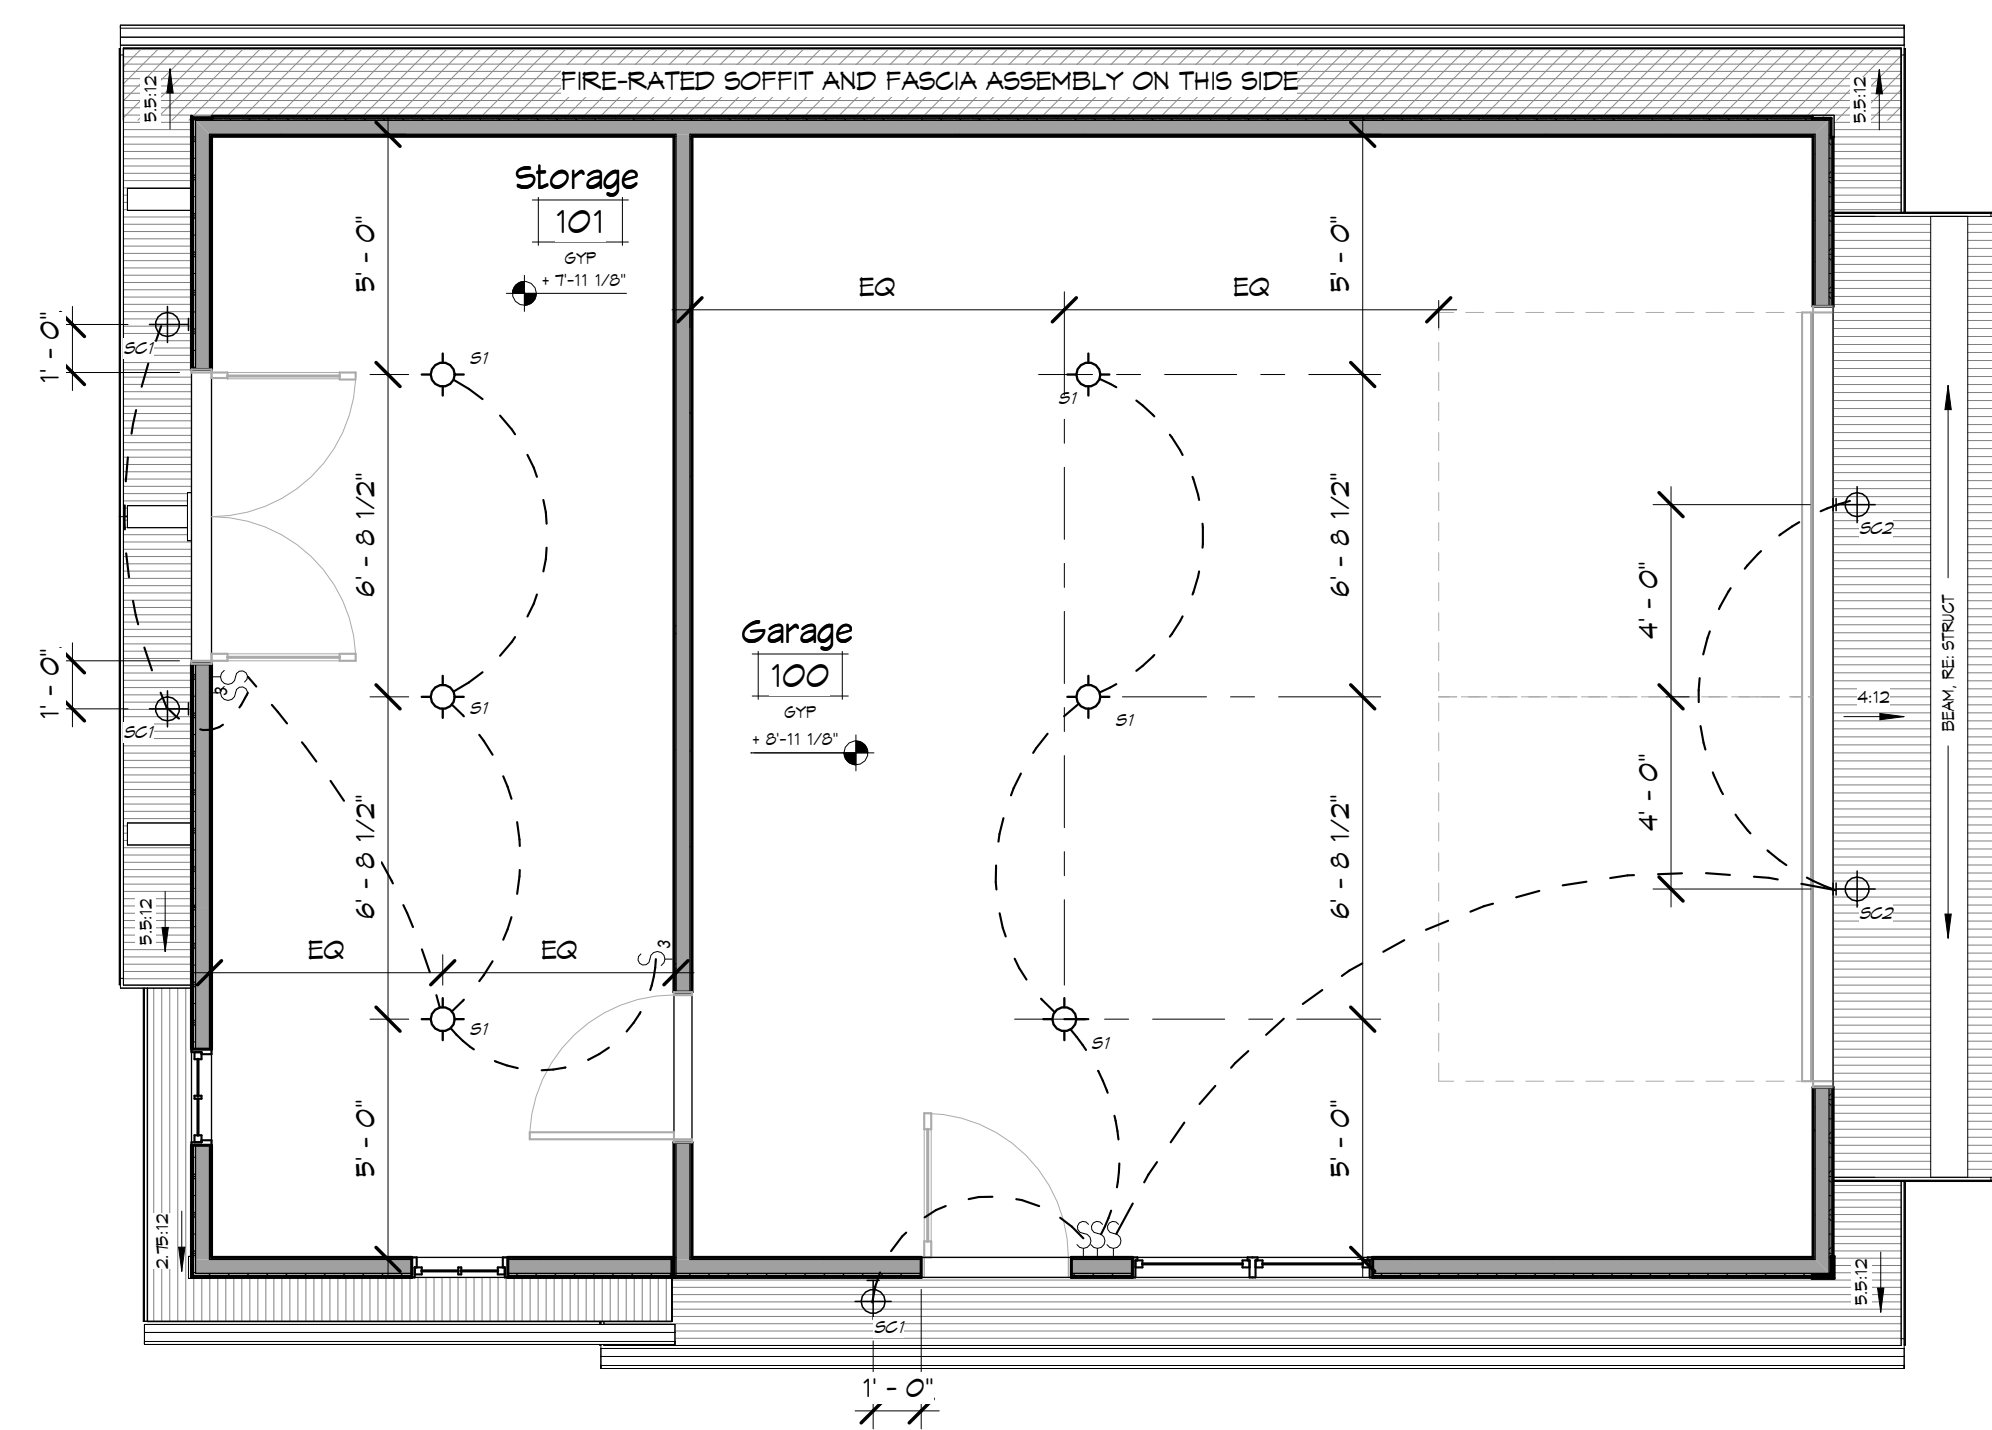 FIRE-RATED SOFFIT AND FASCIA ASSEMBLY ON THIS SIDE
5.5:12
5.5:12
Storage
101
GYP
+ 7'-11 1/8"
5' - 0"
5' - 0"
EQ
EQ
1' - 0"
SC1
S1
S1
6' - 8 1/2"
6' - 8 1/2"
SC2
4' - 0"
Garage
100
GYP
+ 8'-11 1/8"
BEAM, RE: STRUCT
4:12
1' - 0"
SC1
S
S
3
S1
S1
4' - 0"
6' - 8 1/2"
6' - 8 1/2"
5.5:12
SC2
EQ
EQ
S
3
S1
S1
5' - 0"
5' - 0"
2.75:12
S
S
S
5.5:12
SC1
1' - 0"